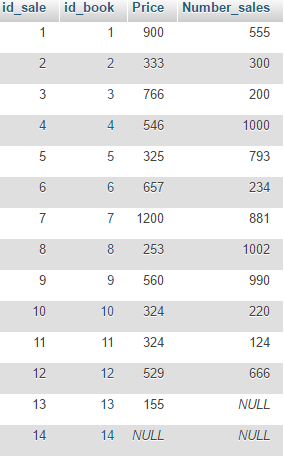 id_sale id_book Price Number_sales
1 1 900 555
2 2 333 300
3 3 766 200
4 4 546 1000
5 5 325 793
6 6 657 234
7 7 1200 881
8 8 253 1002
9 9 560 990
10 10 324 220
11 11 324 124
12 12 529 666
13 13 155 NULL
14 14 NULL NULL